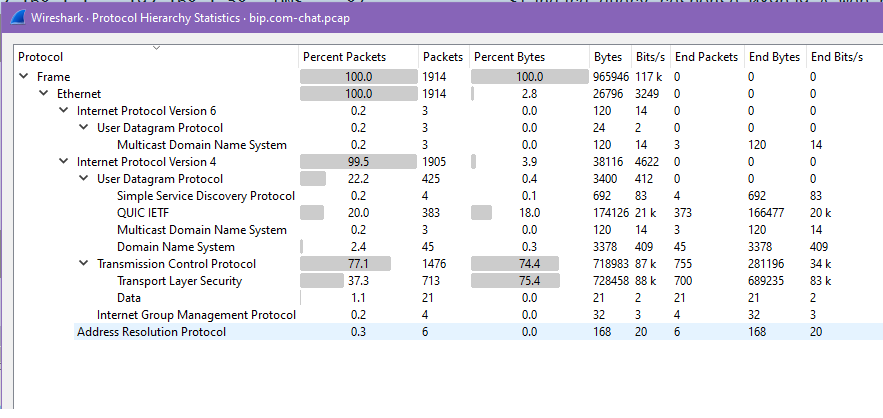 Wireshark · Protocol Hierarchy Statistics · bip.com-chat.pcap
Protocol Percent Packets Packets Percent Bytes Bytes Bits/s End Packets End Bytes End Bits/s
Frame 100.0 1914 100.0 965946 117 k 0 0 0
Ethernet 100.0 1914 2.8 26796 3249 0 0 0
Internet Protocol Version 6 0.2 3 0.0 120 14 0 0 0
User Datagram Protocol 0.2 3 0.0 24 2 0 0 0
Multicast Domain Name System 0.2 3 0.0 120 14 3 120 14
Internet Protocol Version 4 99.5 1905 3.9 38116 4622 0 0 0
User Datagram Protocol 22.2 425 0.4 3400 412 0 0 0
Simple Service Discovery Protocol 0.2 4 0.1 692 83 4 692 83
QUIC IETF 20.0 383 18.0 174126 21 k 373 166477 20 k
Multicast Domain Name System 0.2 3 0.0 120 14 3 120 14
Domain Name System 2.4 45 0.3 3378 409 45 3378 409
Transmission Control Protocol 77.1 1476 74.4 718983 87 k 755 281196 34 k
Transport Layer Security 37.3 713 75.4 728458 88 k 700 689235 83 k
Data 1.1 21 0.0 21 2 21 21 2
Internet Group Management Protocol 0.2 4 0.0 32 3 4 32 3
Address Resolution Protocol 0.3 6 0.0 168 20 6 168 20